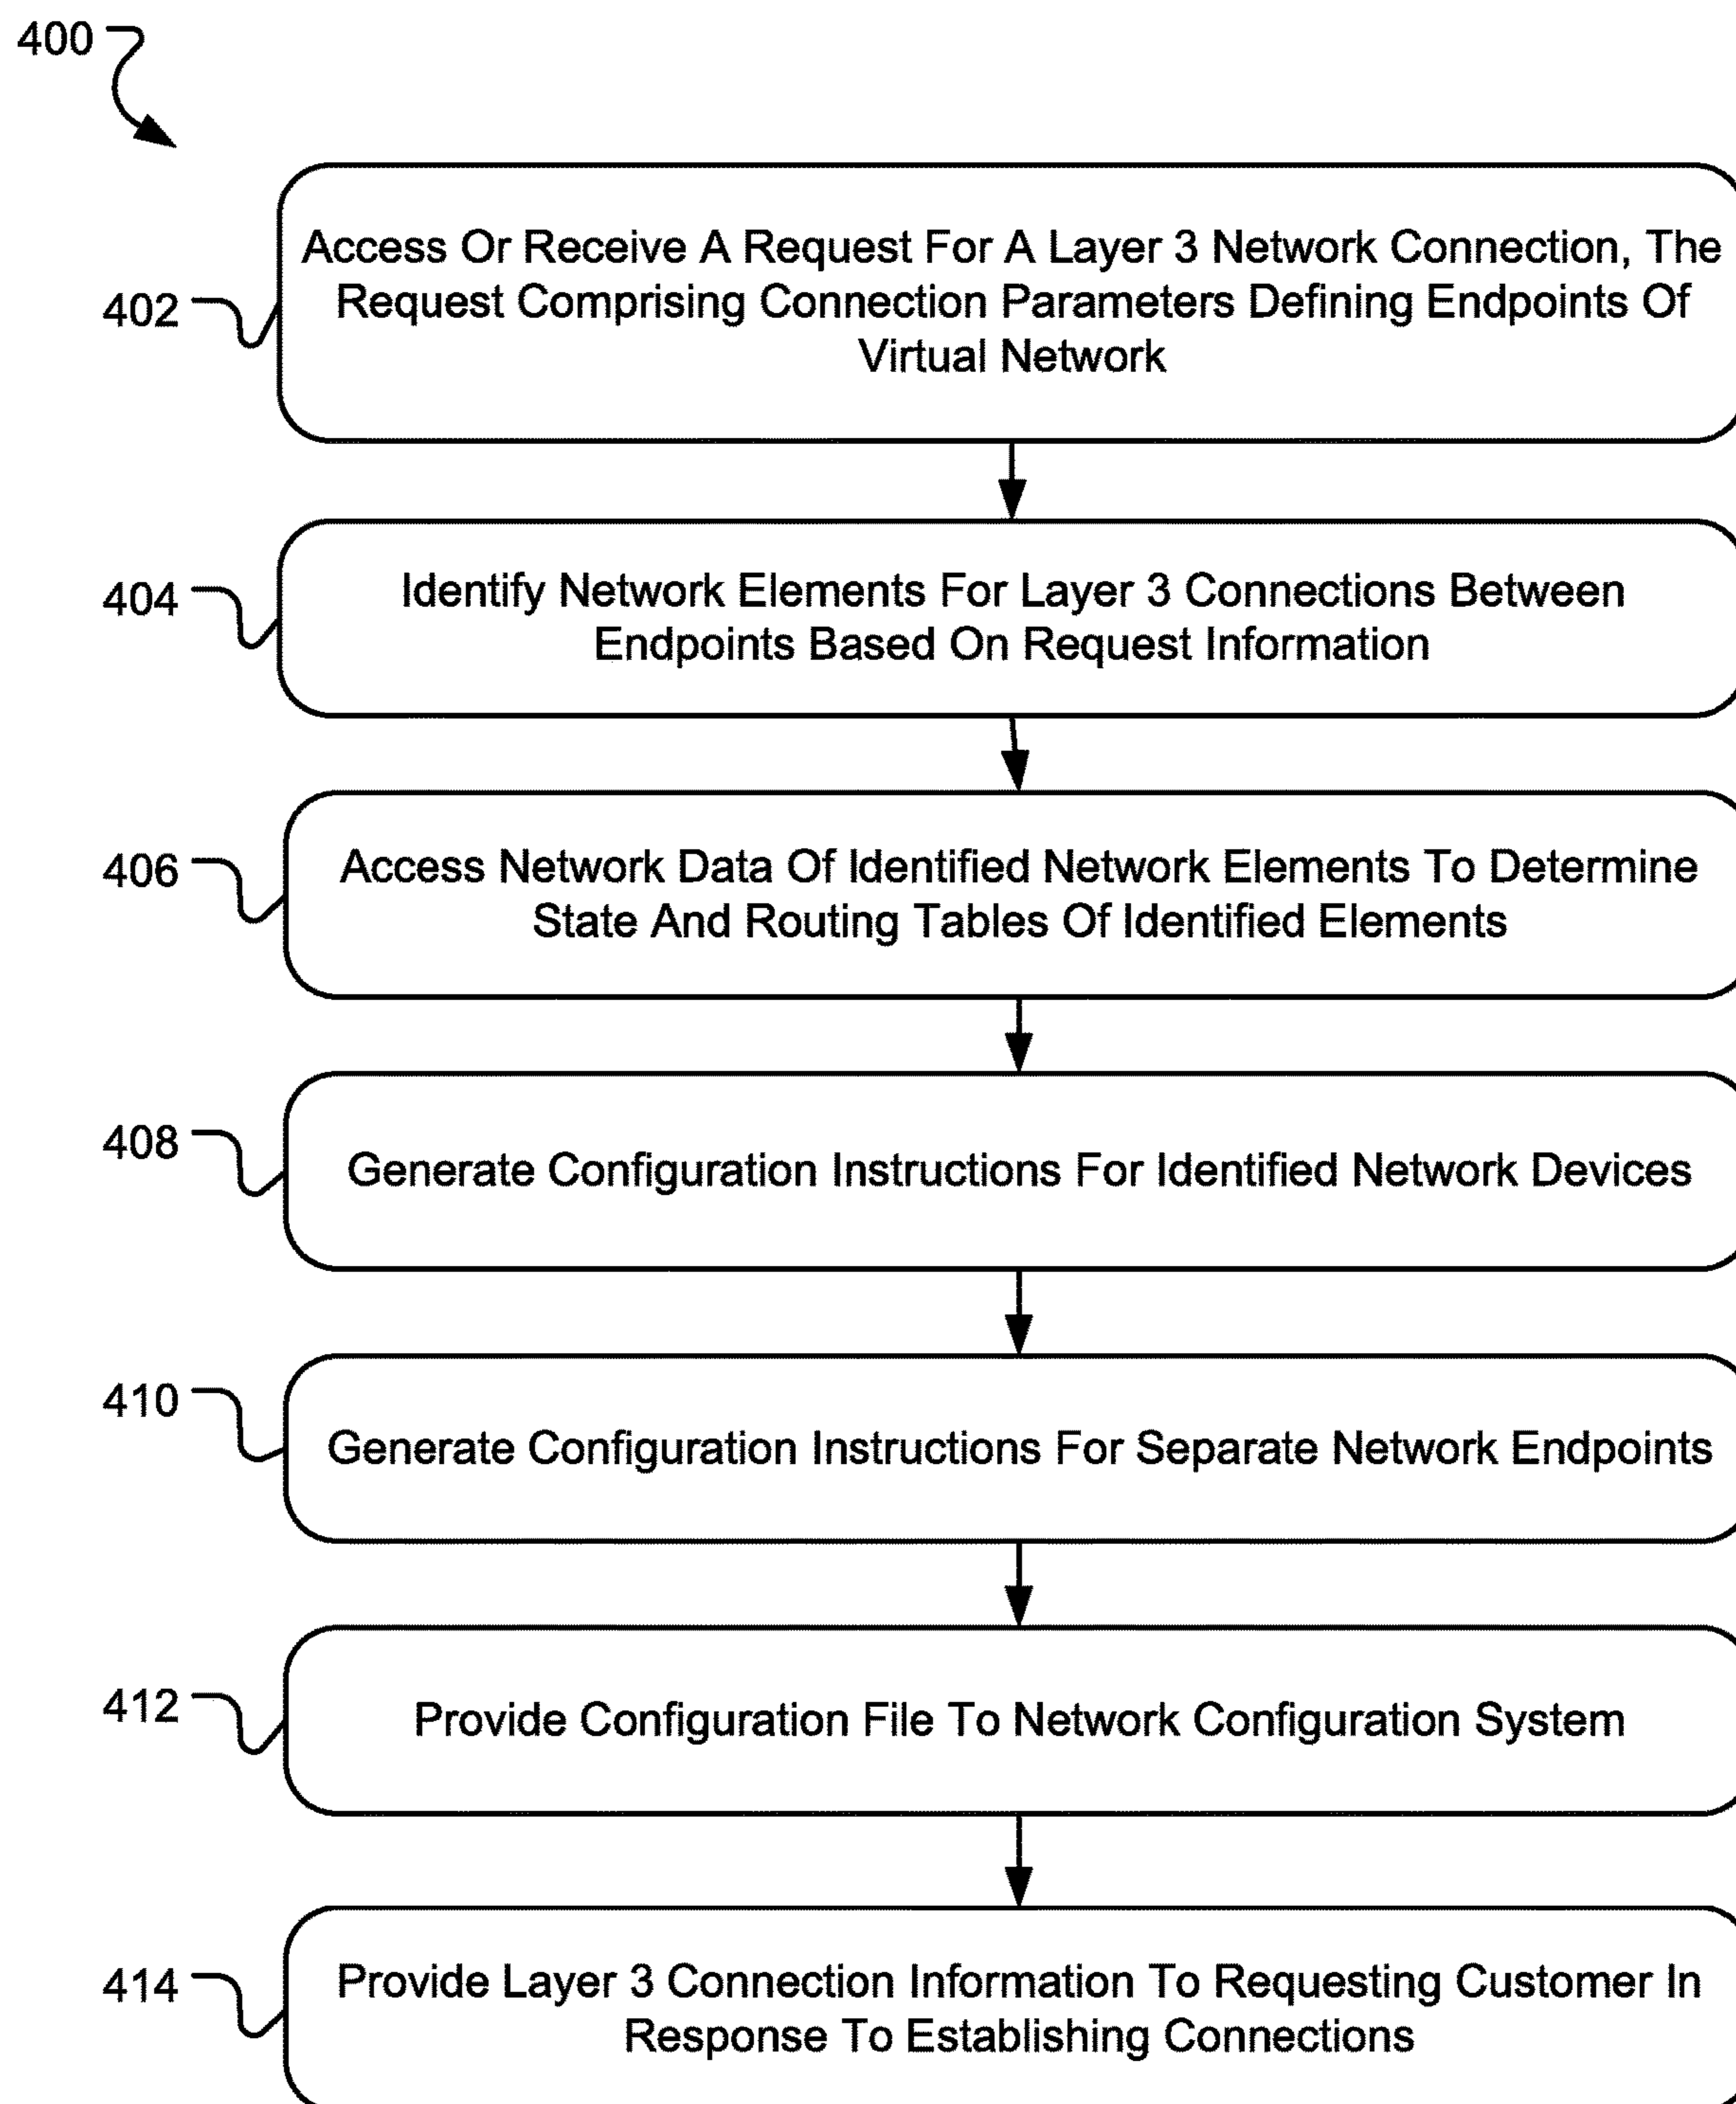 400
402
Access Or Receive A Request For A Layer 3 Network Connection, The
Request Comprising Connection Parameters Defining Endpoints Of
Virtual Network
404
Identify Network Elements For Layer 3 Connections Between
Endpoints Based On Request Information
406
Access Network Data Of Identified Network Elements To Determine
State And Routing Tables Of Identified Elements
408
Generate Configuration Instructions For Identified Network Devices
410
Generate Configuration Instructions For Separate Network Endpoints
412
Provide Configuration File To Network Configuration System
414
Provide Layer 3 Connection Information To Requesting Customer In
Response To Establishing Connections